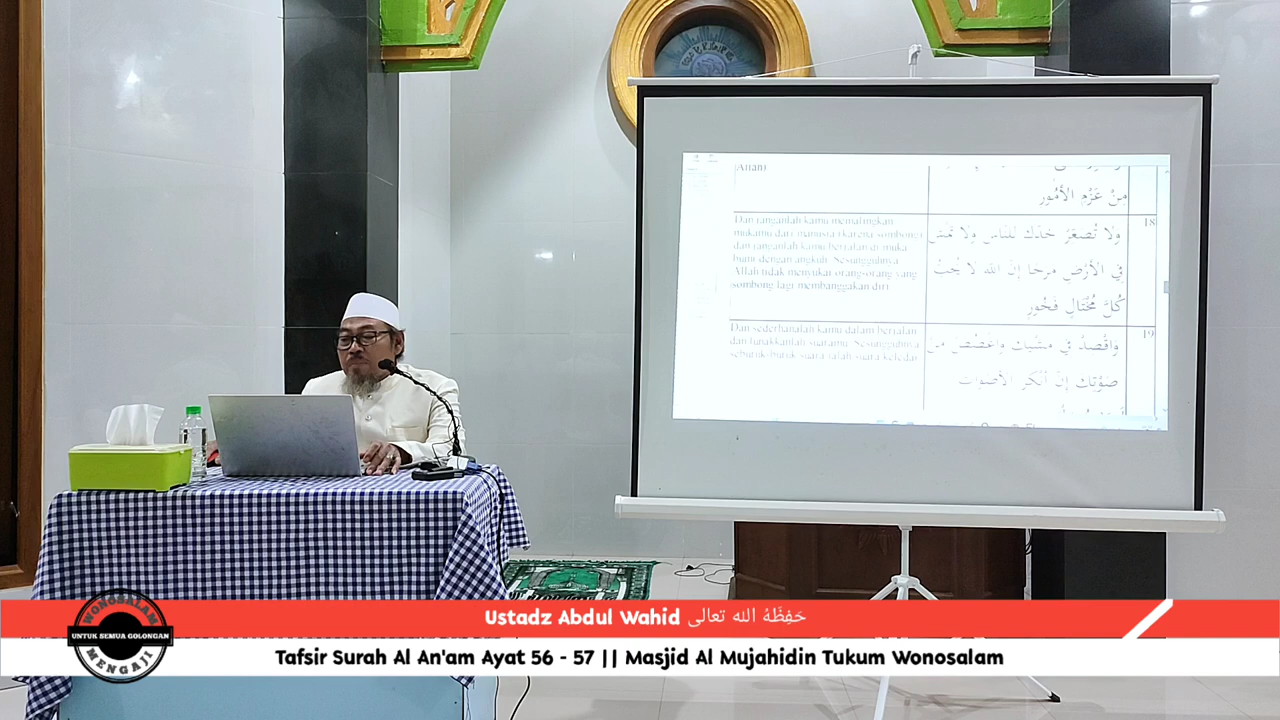 Allah)
مِنْ عَزْمِ الْأُمُورِ
18
Dan janganlah kamu memalingkan
mukamu dari manusia (karena sombong)
dan janganlah kamu berjalan di muka
bumi dengan angkuh. Sesungguhnya
Allah tidak menyukai orang-orang yang
sombong lagi membanggakan diri.
وَلَا تُصَعِّرْ خَدَّكَ لِلنَّاسِ وَلَا تَمْشِ
فِي الْأَرْضِ مَرَحًا إِنَّ اللَّهَ لَا يُحِبُّ
كُلَّ مُخْتَالٍ فَخُورٍ
19
Dan sederhanalah kamu dalam berjalan
dan lunakkanlah suaramu. Sesungguhnya
seburuk-buruk suara ialah suara keledai.
وَاقْصِدْ فِي مَشْيِكَ وَاغْضُضْ مِنْ
صَوْتِكَ إِنَّ أَنْكَرَ الْأَصْوَاتِ
Ustadz Abdul Wahid حَفِظَهُ الله تعالى
WONOSALAM
UNTUK SEMUA GOLONGAN
MENGAJI
Tafsir Surah Al An'am Ayat 56 - 57 || Masjid Al Mujahidin Tukum Wonosalam